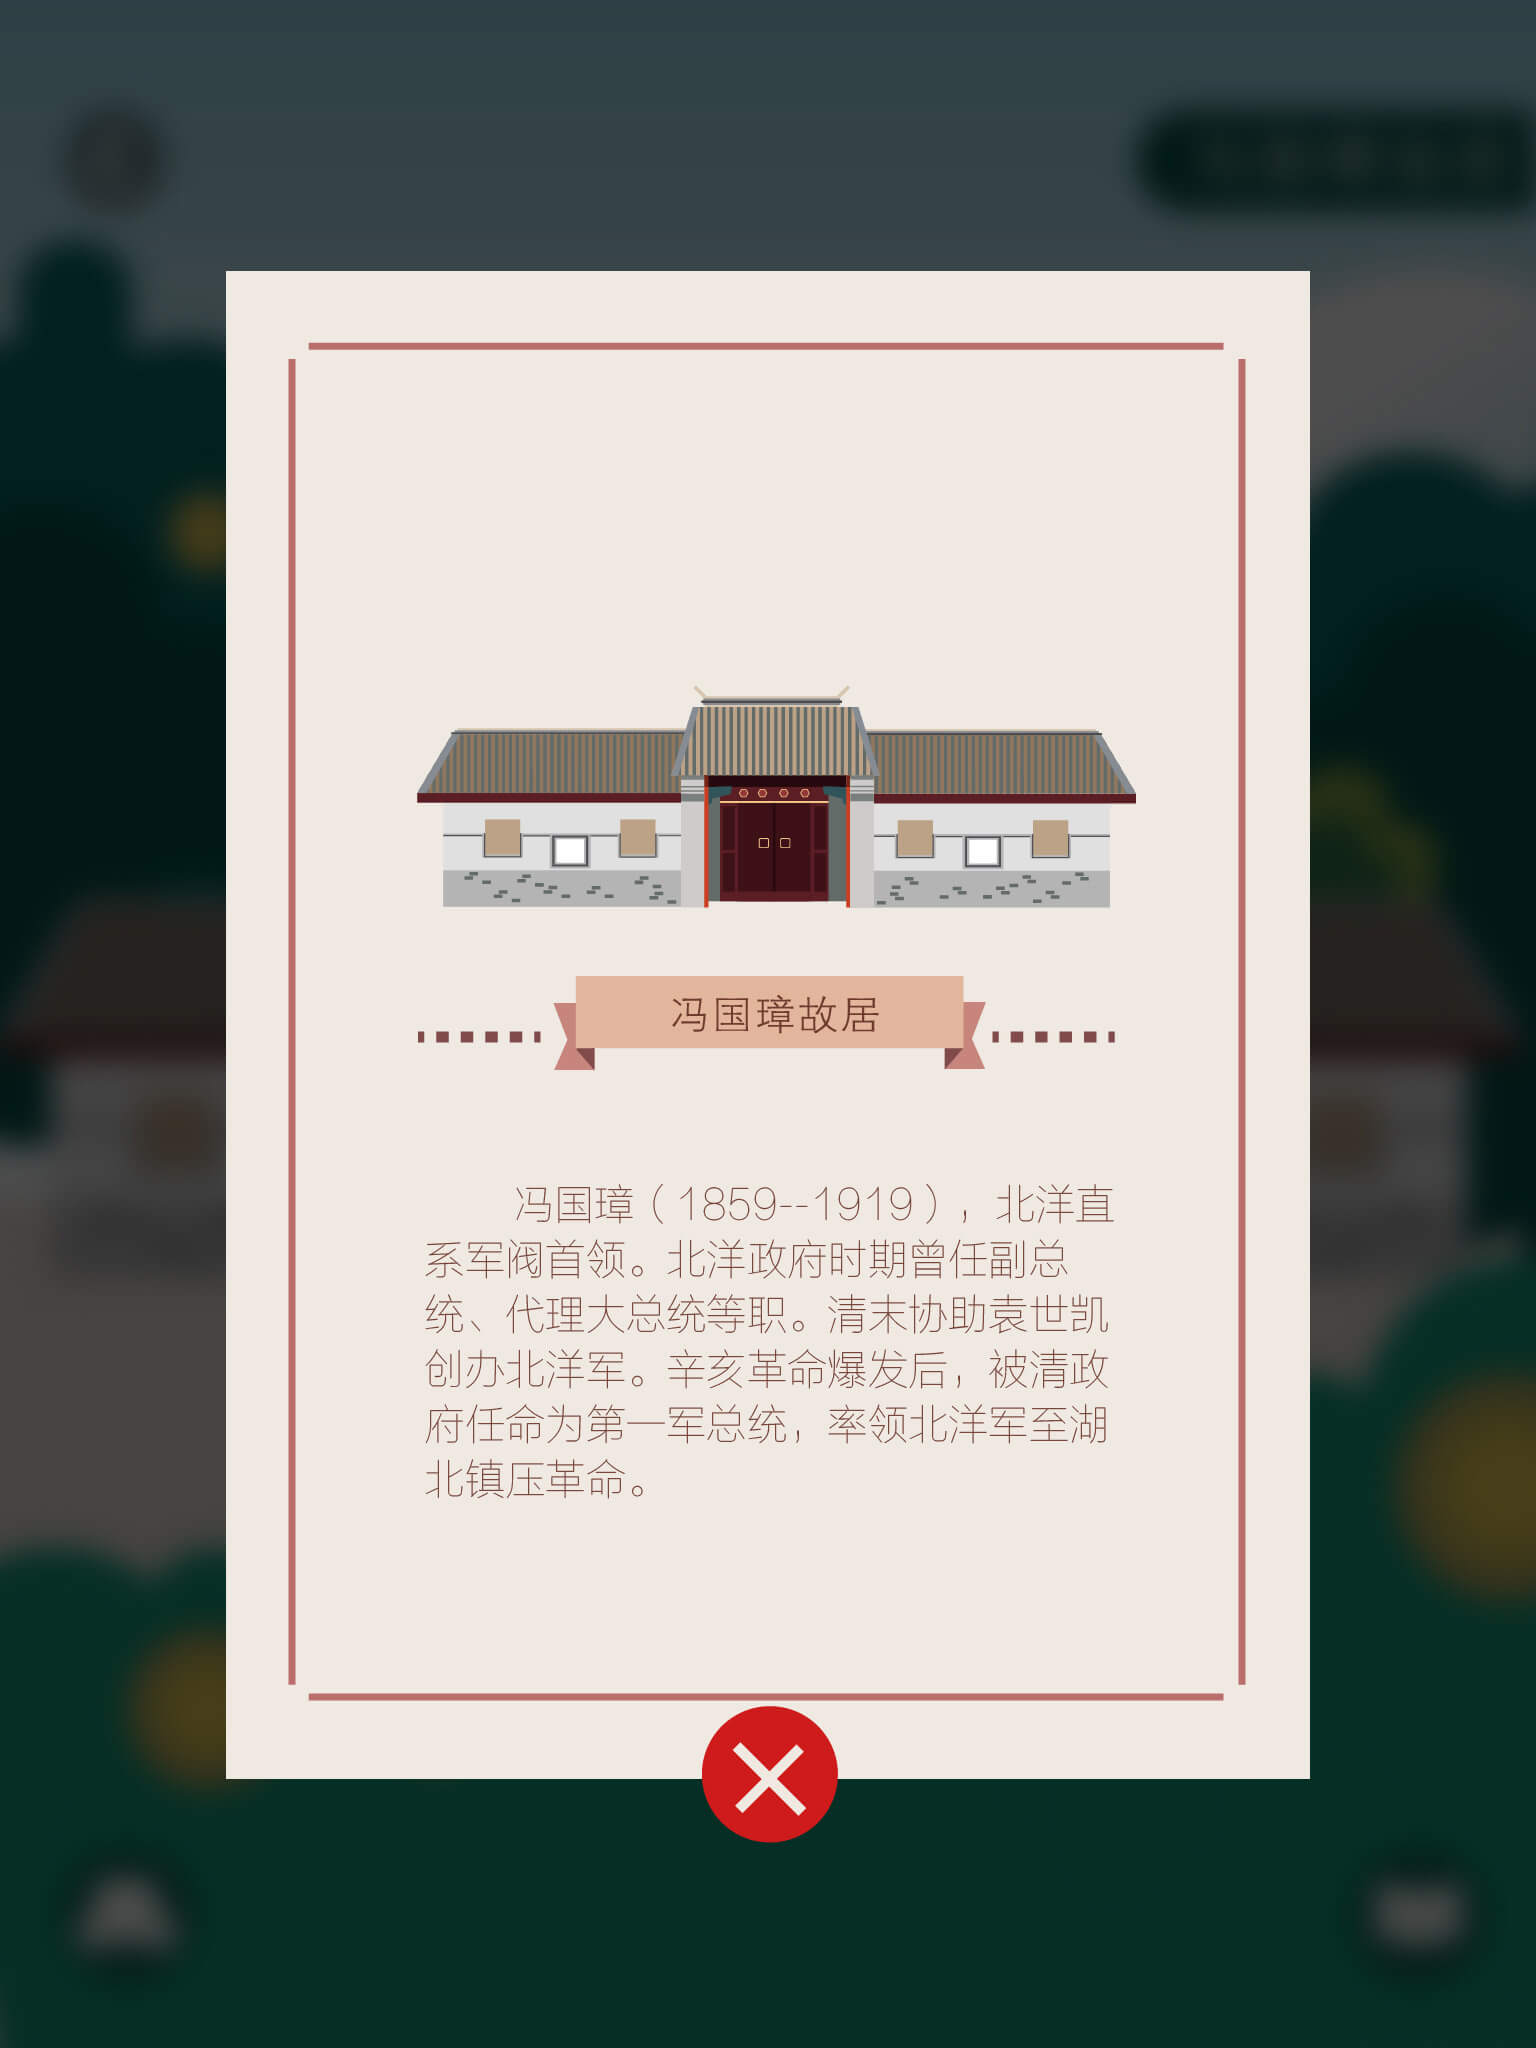 冯国璋故居
冯国璋（1859--1919），北洋直
系军阀首领。北洋政府时期曾任副总
统、代理大总统等职。清末协助袁世凯
创办北洋军。辛亥革命爆发后，被清政
府任命为第一军总统，率领北洋军至湖
北镇压革命。